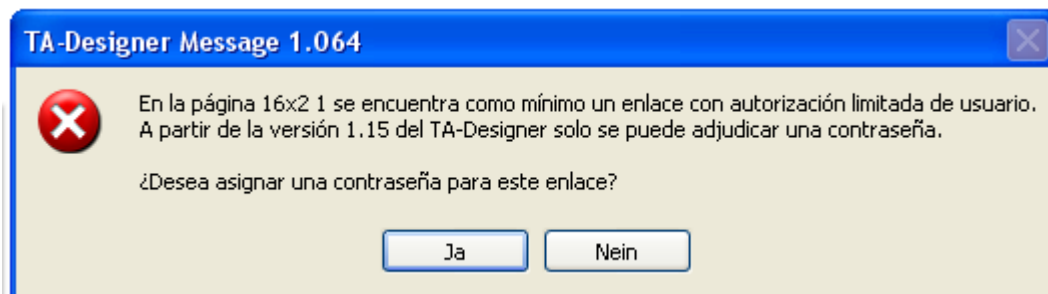 TA-Designer Message 1.064
En la página 16x2 1 se encuentra como mínimo un enlace con autorización limitada de usuario.
A partir de la versión 1.15 del TA-Designer solo se puede adjudicar una contraseña.
¿Desea asignar una contraseña para este enlace?
Ja
Nein